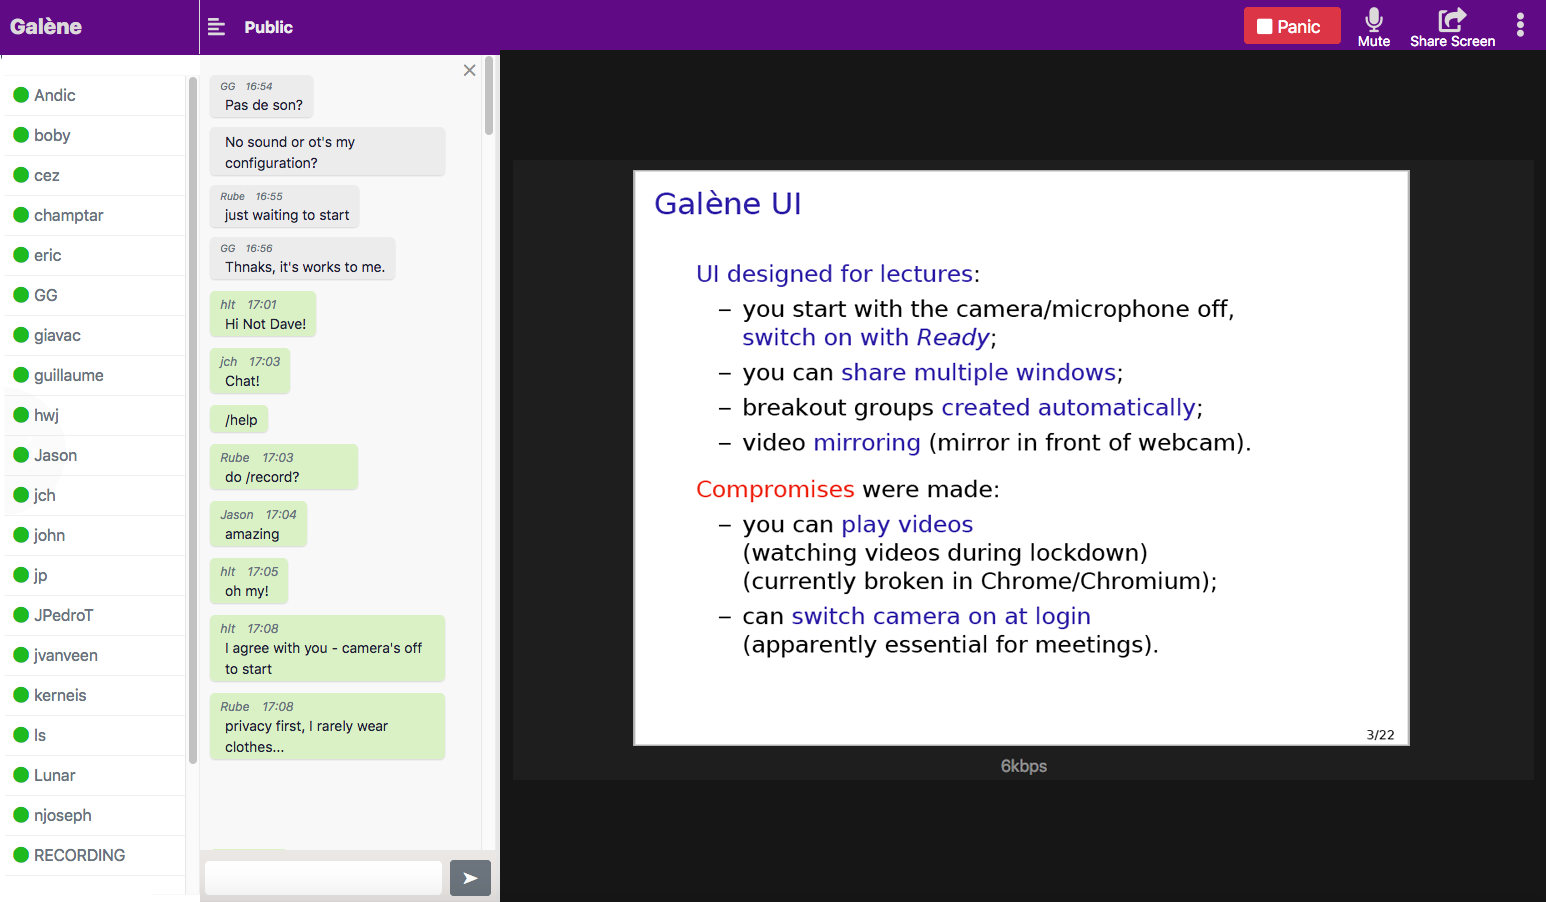 Galène
Public
Panic
Mute
Share Screen
Andic
boby
cez
champtar
eric
GG
giavac
guillaume
hwj
Jason
jch
john
jp
JPedroT
jvanveen
kerneis
ls
Lunar
njoseph
RECORDING
GG 16:54
Pas de son?
No sound or ot's my
configuration?
Rube 16:55
just waiting to start
GG 16:56
Thnaks, it's works to me.
hlt 17:01
Hi Not Dave!
jch 17:03
Chat!
/help
Rube 17:03
do /record?
Jason 17:04
amazing
hlt 17:05
oh my!
hlt 17:08
I agree with you - camera's off
to start
Rube 17:08
privacy first, I rarely wear
clothes...
Galène UI
UI designed for lectures:
– you start with the camera/microphone off,
switch on with Ready;
– you can share multiple windows;
– breakout groups created automatically;
– video mirroring (mirror in front of webcam).
Compromises were made:
– you can play videos
(watching videos during lockdown)
(currently broken in Chrome/Chromium);
– can switch camera on at login
(apparently essential for meetings).
3/22
6kbps